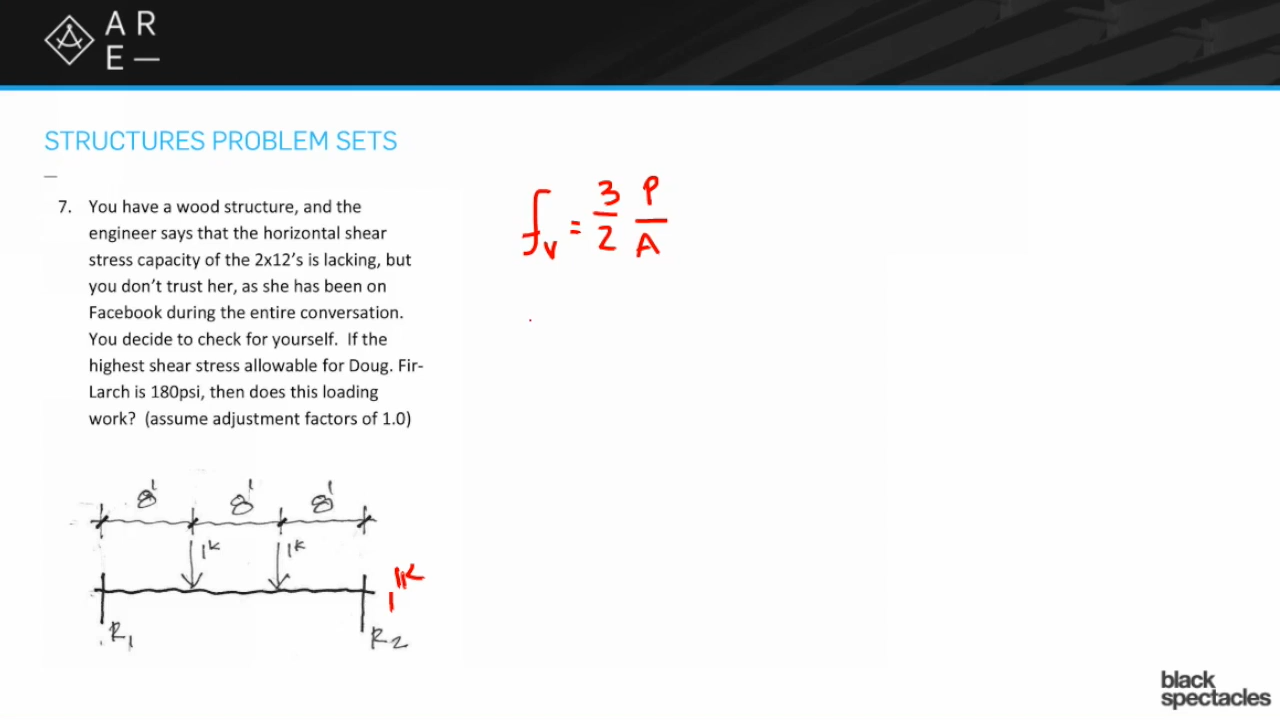 A R
E —
STRUCTURES PROBLEM SETS
7. You have a wood structure, and the
engineer says that the horizontal shear
stress capacity of the 2x12's is lacking, but
you don't trust her, as she has been on
Facebook during the entire conversation.
You decide to check for yourself. If the
highest shear stress allowable for Doug. Fir-
Larch is 180psi, then does this loading
work? (assume adjustment factors of 1.0)
fv = 3/2 P/A
8' 8' 8'
1K 1K
1K
R1 R2
black
spectacles